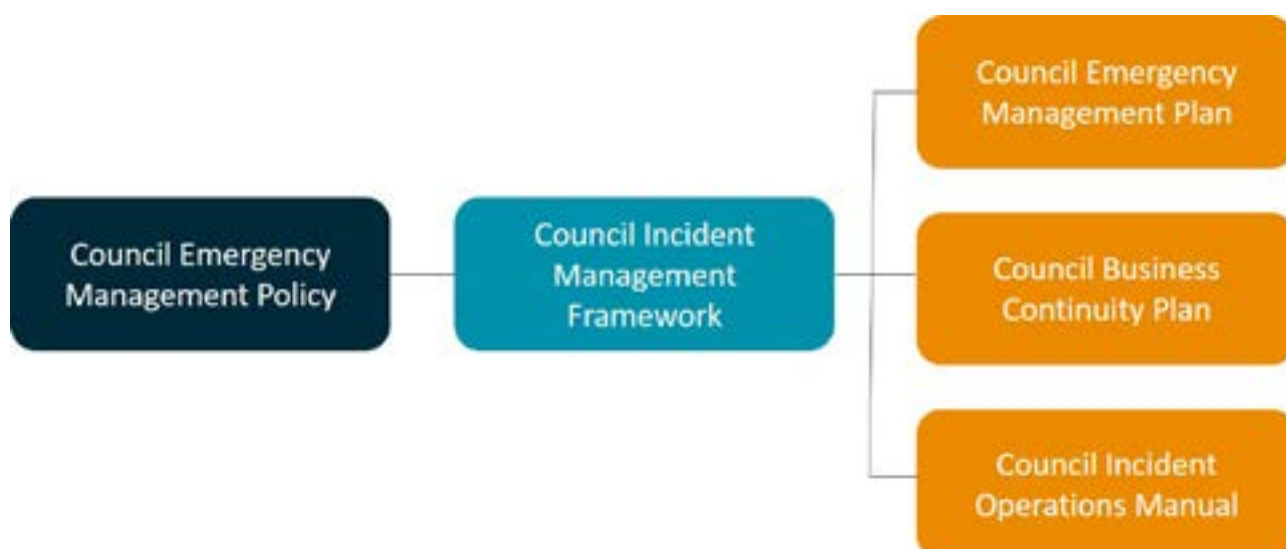 Council Emergency
Management Policy
Council Incident
Management
Framework
Council Emergency
Management Plan
Council Business
Continuity Plan
Council Incident
Operations Manual